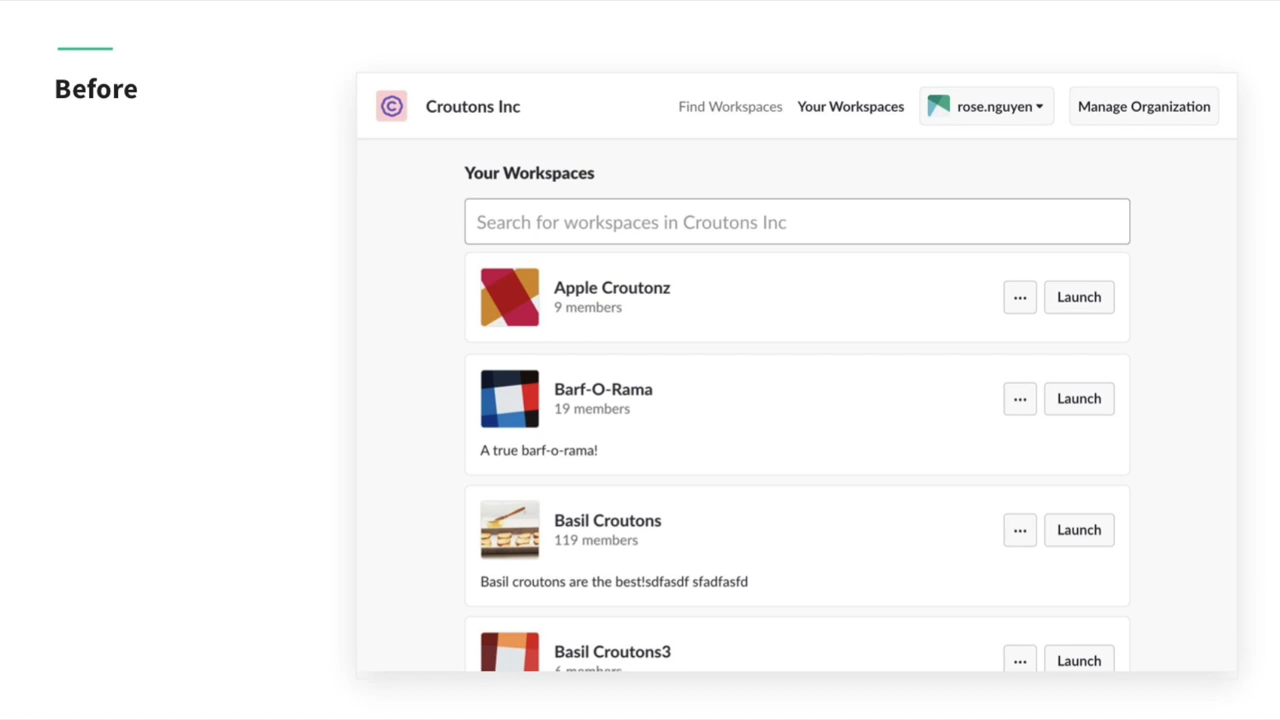 Before
Croutons Inc
Find Workspaces
Your Workspaces
rose.nguyen
Manage Organization
Your Workspaces
Search for workspaces in Croutons Inc
Apple Croutonz
9 members
...
Launch
Barf-O-Rama
19 members
...
Launch
A true barf-o-rama!
Basil Croutons
119 members
...
Launch
Basil croutons are the best!sdfasdf sfadfasfd
Basil Croutons3
6 members
...
Launch